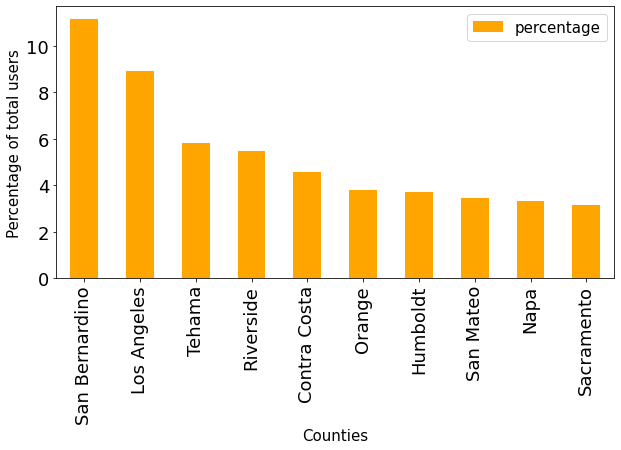 percentage
Percentage of total users
10
8
6
4
2
0
San Bernardino
Los Angeles
Tehama
Riverside
Contra Costa
Orange
Humboldt
San Mateo
Napa
Sacramento
Counties